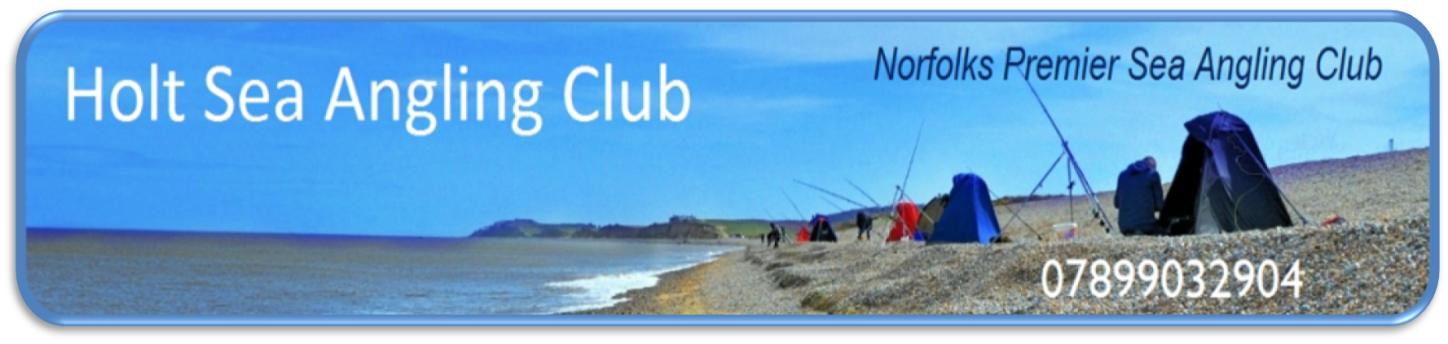 Holt Sea Angling Club
Norfolks Premier Sea Angling Club
07899032904